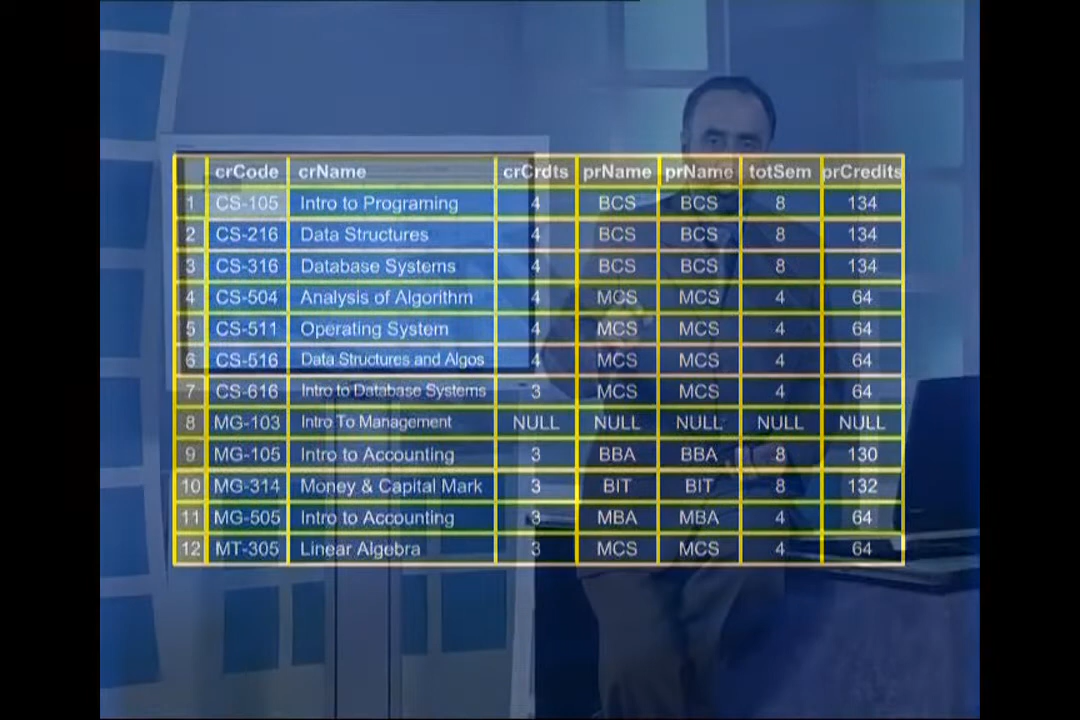 crCode crName crCrdts prName prName totSem prCredits
1 CS-105 Intro to Programing 4 BCS BCS 8 134
2 CS-216 Data Structures 4 BCS BCS 8 134
3 CS-316 Database Systems 4 BCS BCS 8 134
4 CS-504 Analysis of Algorithm 4 MCS MCS 4 64
5 CS-511 Operating System 4 MCS MCS 4 64
6 CS-516 Data Structures and Algos 4 MCS MCS 4 64
7 CS-616 Intro to Database Systems 3 MCS MCS 4 64
8 MG-103 Intro To Management NULL NULL NULL NULL NULL
9 MG-105 Intro to Accounting 3 BBA BBA 8 130
10 MG-314 Money & Capital Mark 3 BIT BIT 8 132
11 MG-505 Intro to Accounting 3 MBA MBA 4 64
12 MT-305 Linear Algebra 3 MCS MCS 4 64